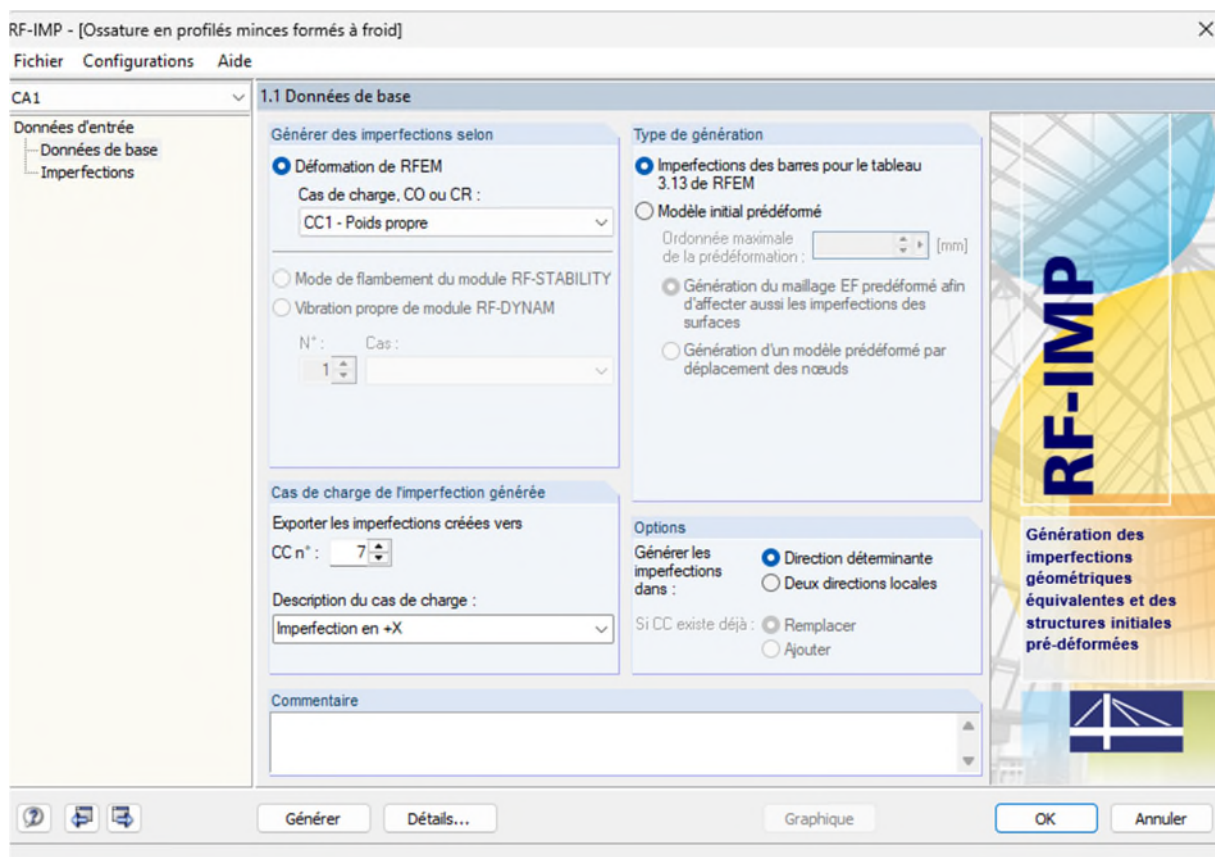 RF-IMP - [Ossature en profilés minces formés à froid]
Fichier Configurations Aide
CA1
Données d'entrée
Données de base
Imperfections
1.1 Données de base
Générer des imperfections selon
Déformation de RFEM
Cas de charge, CO ou CR :
CC1 - Poids propre
Mode de flambement du module RF-STABILITY
Vibration propre de module RF-DYNAM
N° : Cas :
1
Type de génération
Imperfections des barres pour le tableau
3.13 de RFEM
Modèle initial prédéformé
Ordonnée maximale
de la prédéformation : [mm]
Génération du maillage EF predéformé afin
d'affecter aussi les imperfections des
surfaces
Génération d'un modèle prédéformé par
déplacement des nœuds
Cas de charge de l'imperfection générée
Exporter les imperfections créées vers
CC n° : 7
Description du cas de charge :
Imperfection en +X
Options
Générer les
imperfections
dans :
Direction déterminante
Deux directions locales
Si CC existe déjà : Remplacer
Ajouter
Commentaire
RF-IMP
Génération des
imperfections
géométriques
équivalentes et des
structures initiales
pré-déformées
Générer Détails... Graphique OK Annuler